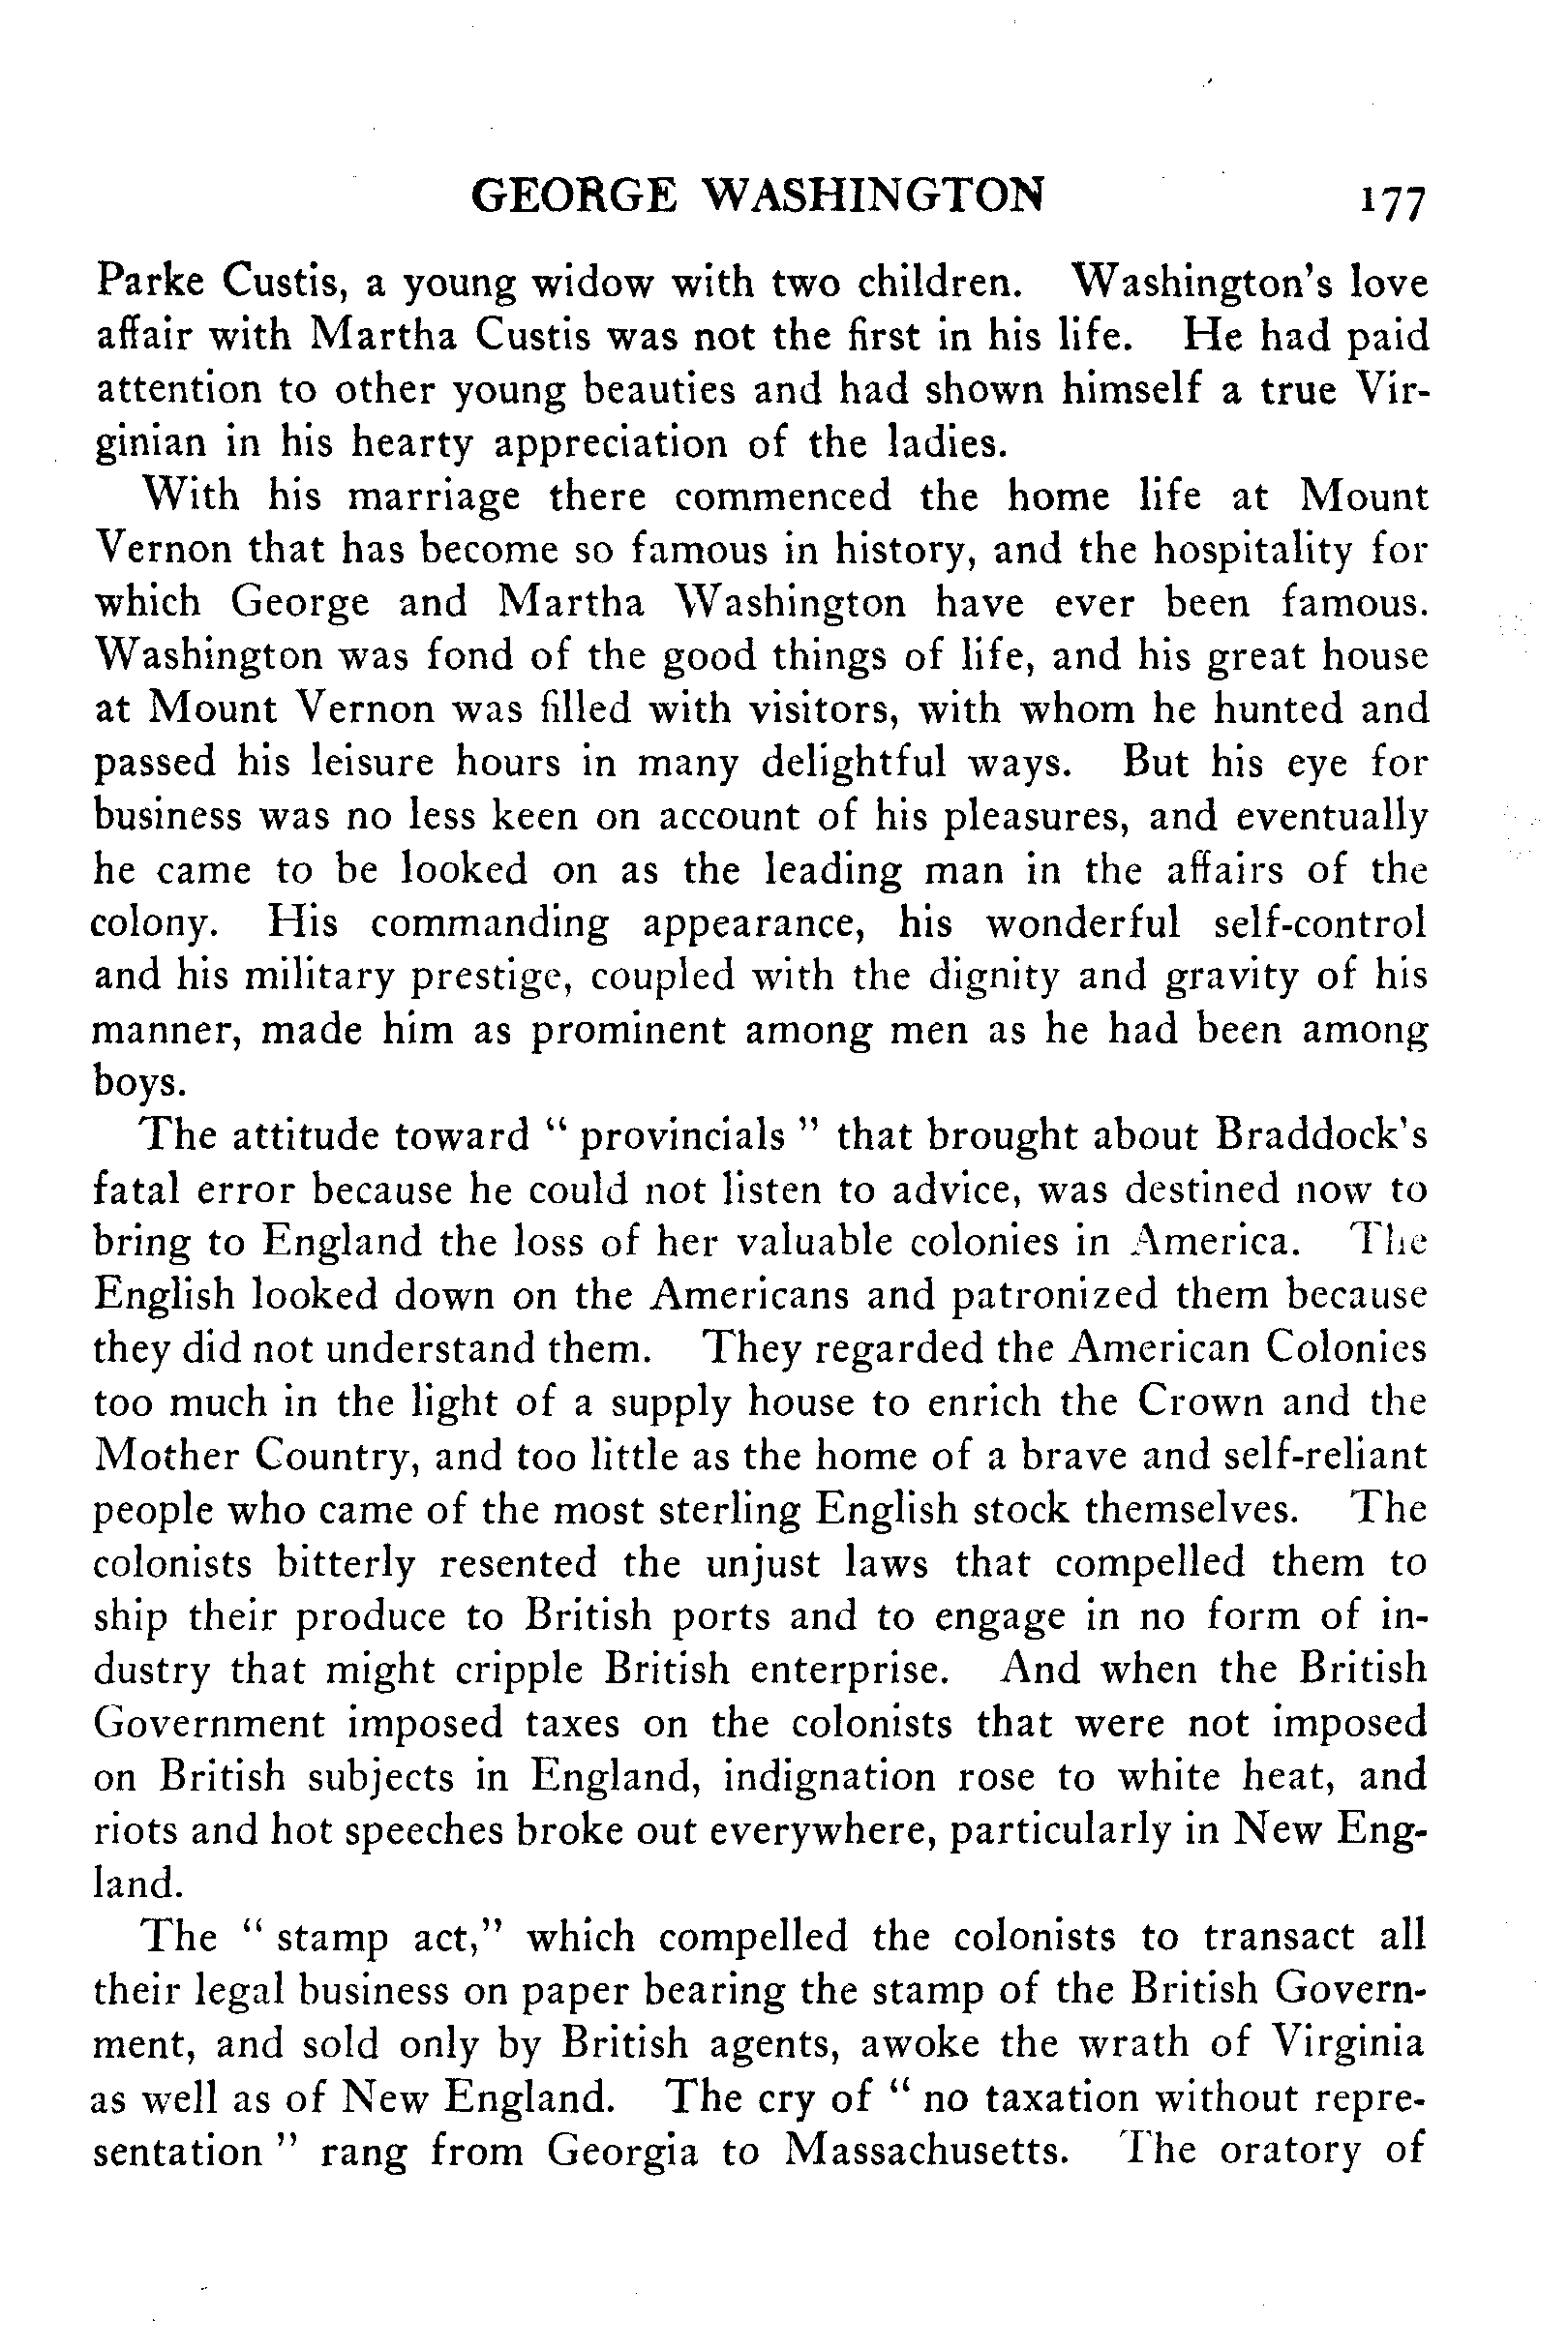 GEORGE WASHINGTON 177
Parke Custis, a young widow with two children. Washington's love
affair with Martha Custis was not the first in his life. He had paid
attention to other young beauties and had shown himself a true Vir-
ginian in his hearty appreciation of the ladies.
With his marriage there commenced the home life at Mount
Vernon that has become so famous in history, and the hospitality for
which George and Martha Washington have ever been famous.
Washington was fond of the good things of life, and his great house
at Mount Vernon was filled with visitors, with whom he hunted and
passed his leisure hours in many delightful ways. But his eye for
business was no less keen on account of his pleasures, and eventually
he came to be looked on as the leading man in the affairs of the
colony. His commanding appearance, his wonderful self-control
and his military prestige, coupled with the dignity and gravity of his
manner, made him as prominent among men as he had been among
boys.
The attitude toward " provincials " that brought about Braddock's
fatal error because he could not listen to advice, was destined now to
bring to England the loss of her valuable colonies in America. The
English looked down on the Americans and patronized them because
they did not understand them. They regarded the American Colonies
too much in the light of a supply house to enrich the Crown and the
Mother Country, and too little as the home of a brave and self-reliant
people who came of the most sterling English stock themselves. The
colonists bitterly resented the unjust laws that compelled them to
ship their produce to British ports and to engage in no form of in-
dustry that might cripple British enterprise. And when the British
Government imposed taxes on the colonists that were not imposed
on British subjects in England, indignation rose to white heat, and
riots and hot speeches broke out everywhere, particularly in New Eng-
land.
The " stamp act," which compelled the colonists to transact all
their legal business on paper bearing the stamp of the British Govern-
ment, and sold only by British agents, awoke the wrath of Virginia
as well as of New England. The cry of " no taxation without repre-
sentation " rang from Georgia to Massachusetts. The oratory of